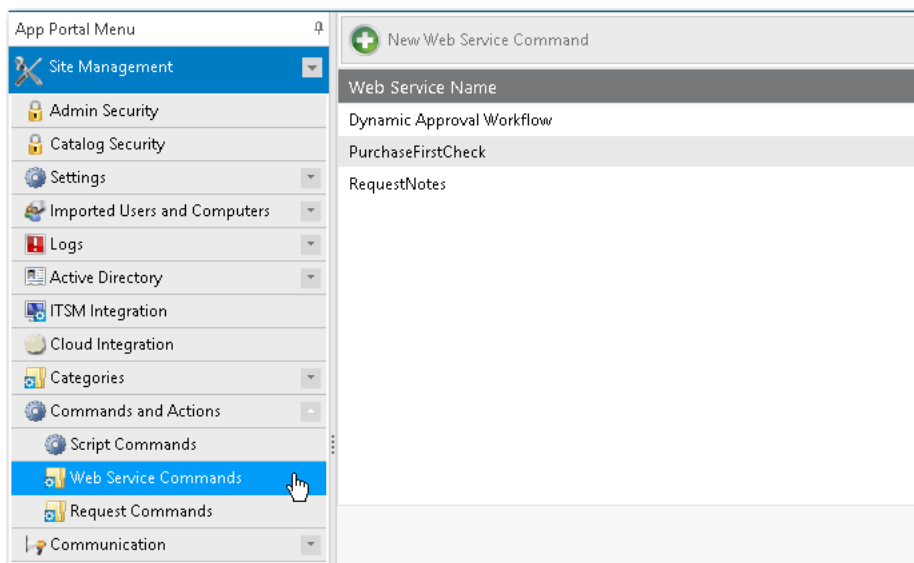 App Portal Menu
Site Management
Admin Security
Catalog Security
Settings
Imported Users and Computers
Logs
Active Directory
ITSM Integration
Cloud Integration
Categories
Commands and Actions
Script Commands
Web Service Commands
Request Commands
Communication
New Web Service Command
Web Service Name
Dynamic Approval Workflow
PurchaseFirstCheck
RequestNotes